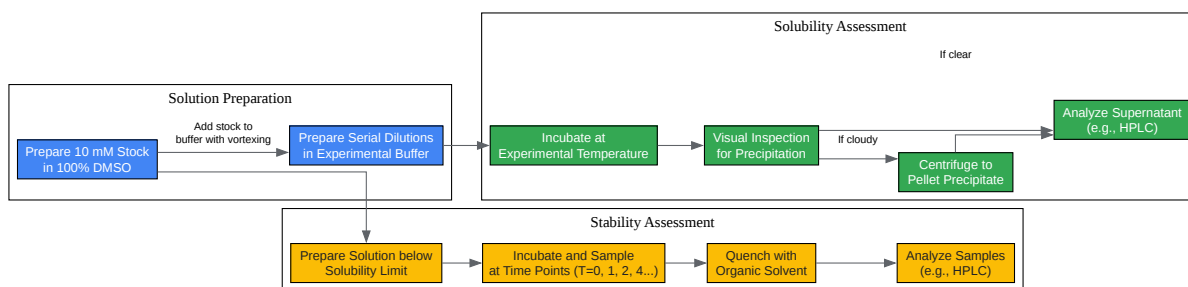 Solution Preparation
Prepare 10 mM Stock
in 100% DMSO
Add stock to
buffer with vortexing
Prepare Serial Dilutions
in Experimental Buffer
Solubility Assessment
Incubate at
Experimental Temperature
Visual Inspection
for Precipitation
If clear
If cloudy
Centrifuge to
Pellet Precipitate
Analyze Supernatant
(e.g., HPLC)
Stability Assessment
Prepare Solution below
Solubility Limit
Incubate and Sample
at Time Points (T=0, 1, 2, 4...)
Quench with
Organic Solvent
Analyze Samples
(e.g., HPLC)